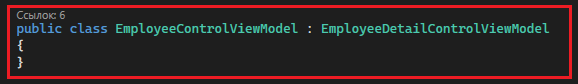 Ссылок: 6
public class EmployeeControlViewModel : EmployeeDetailControlViewModel
{
}